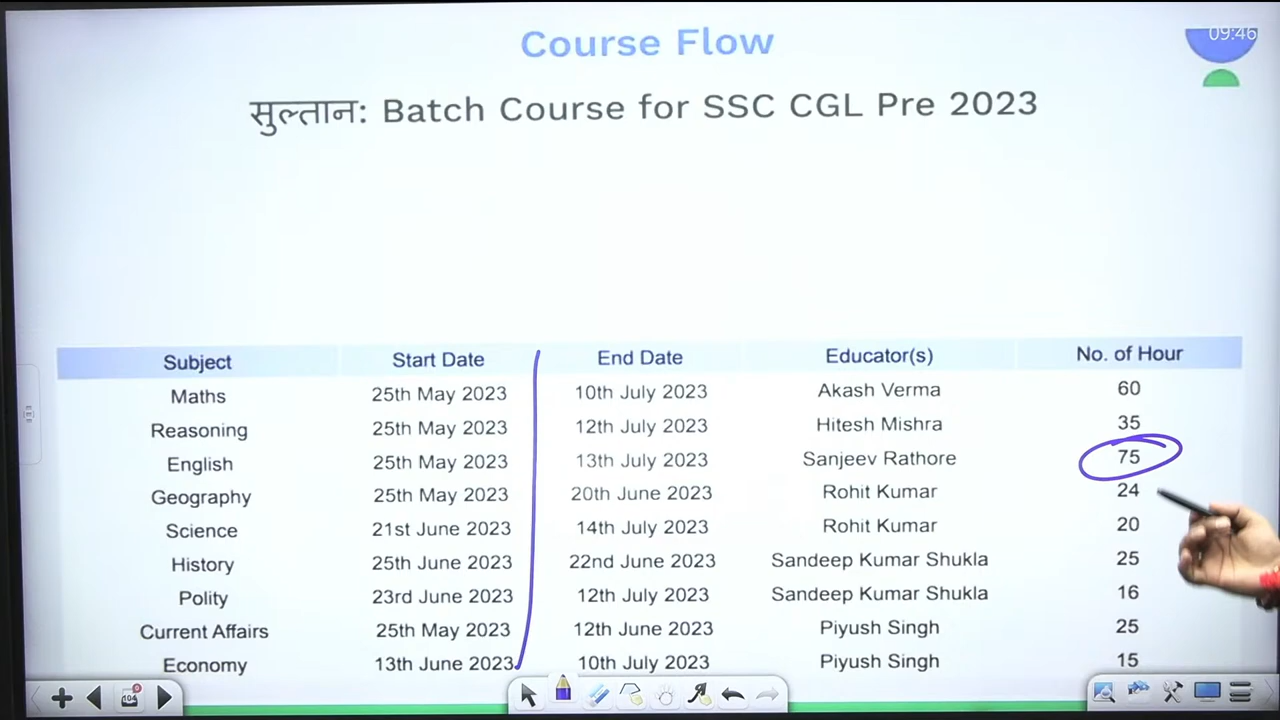 Course Flow
09:46
सुल्तान: Batch Course for SSC CGL Pre 2023
Subject Start Date End Date Educator(s) No. of Hour
Maths 25th May 2023 10th July 2023 Akash Verma 60
Reasoning 25th May 2023 12th July 2023 Hitesh Mishra 35
English 25th May 2023 13th July 2023 Sanjeev Rathore 75
Geography 25th May 2023 20th June 2023 Rohit Kumar 24
Science 21st June 2023 14th July 2023 Rohit Kumar 20
History 25th June 2023 22nd June 2023 Sandeep Kumar Shukla 25
Polity 23rd June 2023 12th July 2023 Sandeep Kumar Shukla 16
Current Affairs 25th May 2023 12th June 2023 Piyush Singh 25
Economy 13th June 2023 10th July 2023 Piyush Singh 15
104